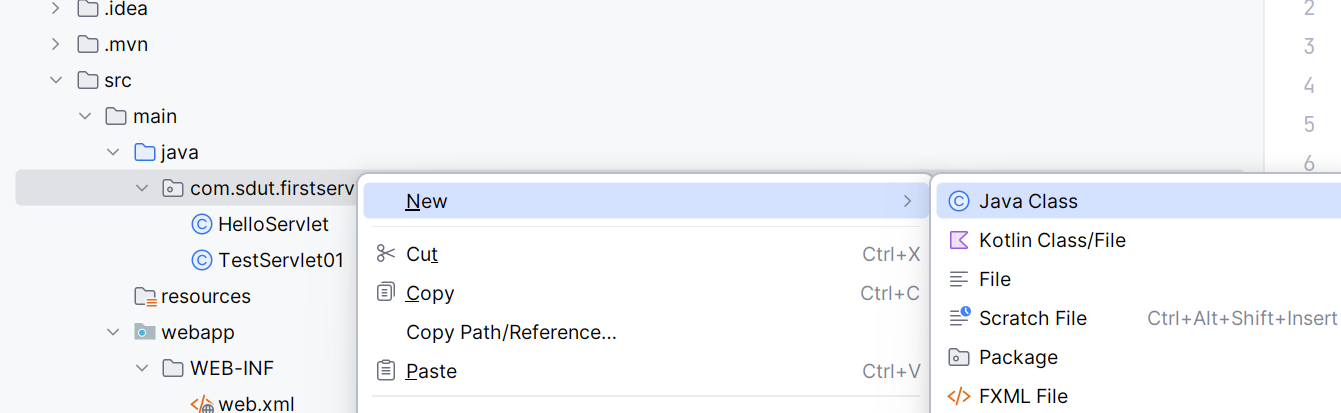 .idea
2
.mvn
3
src
4
main
5
java
6
com.sdut.firstserv
New
Java Class
HelloServlet
Kotlin Class/File
Cut Ctrl+X
TestServlet01
File
Copy Ctrl+C
resources
Scratch File Ctrl+Alt+Shift+Insert
Copy Path/Reference...
webapp
Package
Paste Ctrl+V
WEB-INF
FXML File
web.xml